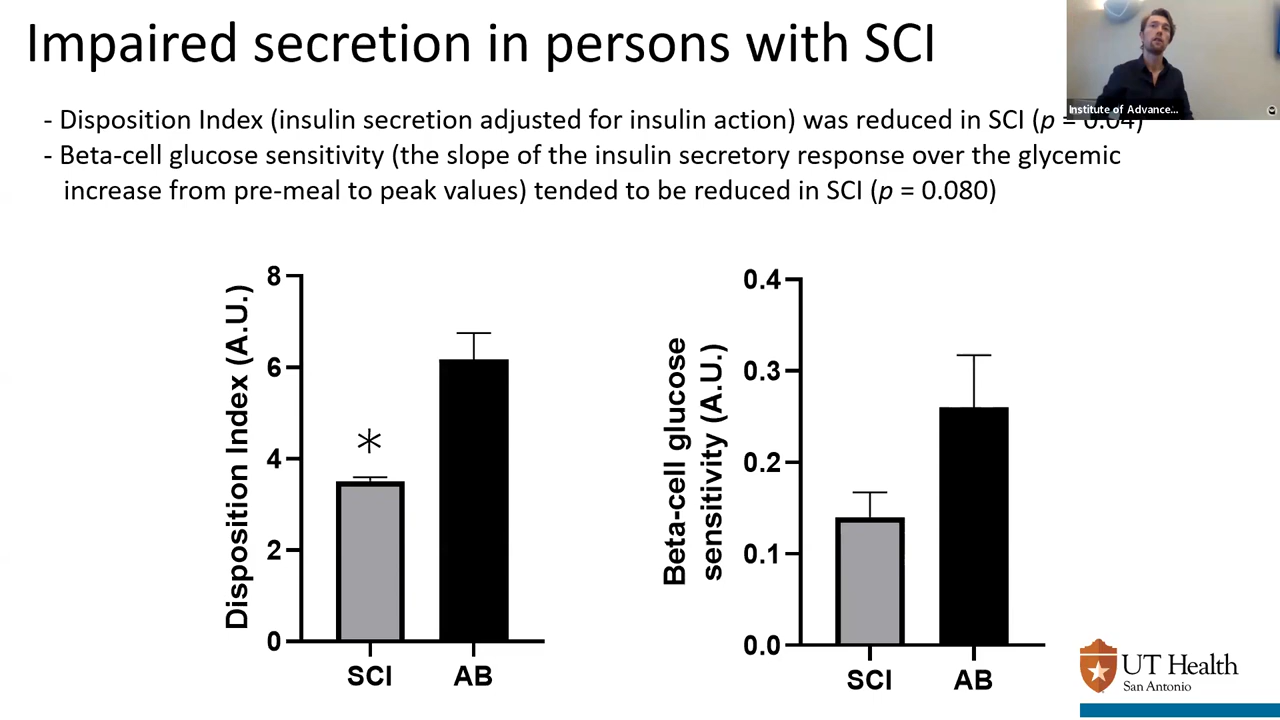 Impaired secretion in persons with SCI
Institute of Advance...
- Disposition Index (insulin secretion adjusted for insulin action) was reduced in SCI (p = 0.04)
- Beta-cell glucose sensitivity (the slope of the insulin secretory response over the glycemic
increase from pre-meal to peak values) tended to be reduced in SCI (p = 0.080)
Disposition Index (A.U.)
8
6
4
2
0
*
SCI
AB
Beta-cell glucose
sensitivity (A.U.)
0.4
0.3
0.2
0.1
0.0
SCI
AB
UT Health
San Antonio